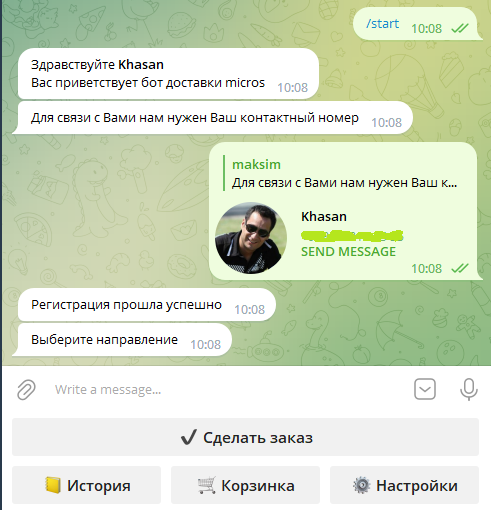 /start 10:08
Здравствуйте Khasan
Вас приветствует бот доставки micros 10:08
Для связи с Вами нам нужен Ваш контактный номер 10:08
maksim
Для связи с Вами нам нужен Ваш к...
Khasan
SEND MESSAGE
10:08
Регистрация прошла успешно 10:08
Выберите направление 10:08
Write a message...
Сделать заказ
История Корзинка Настройки